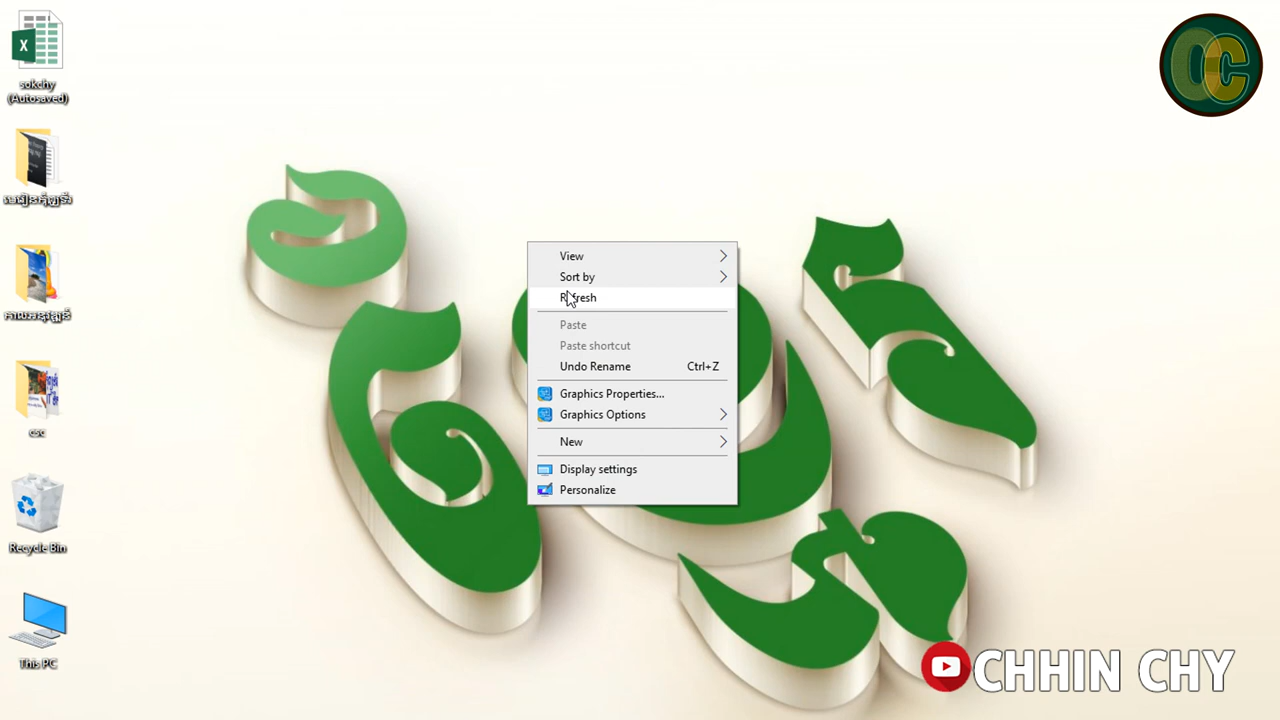 sokchy
(Autosaved)
csc
Recycle Bin
This PC
View
Sort by
Refresh
Paste
Paste shortcut
Undo Rename Ctrl+Z
Graphics Properties...
Graphics Options
New
Display settings
Personalize
CHHIN CHY